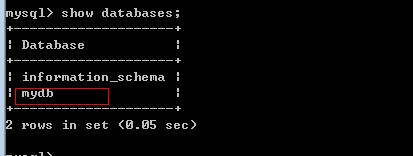 mysql> show databases;
+--------------------+
| Database           |
+--------------------+
| information_schema |
| mydb               |
+--------------------+
2 rows in set (0.05 sec)
mysql>